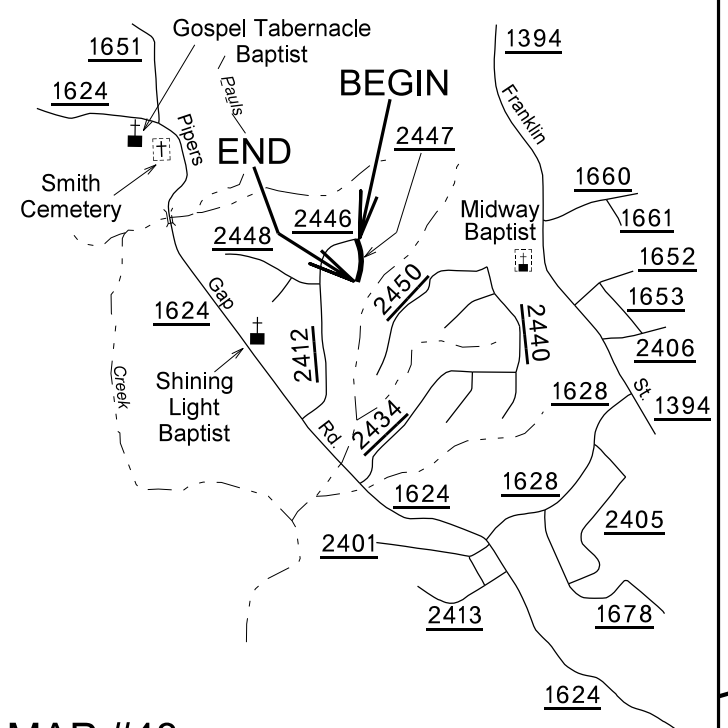 Gospel Tabernacle
Baptist
1651
1394
1624
Pauls
BEGIN
Franklin
Pipers
END
2447
Smith
Cemetery
1660
Midway
Baptist
2446
1661
2448
1652
2450
1653
Gap
1624
2440
2406
2412
Creek
Shining
Light
Baptist
St.
1628
1394
2434
Rd.
1624
1628
2405
2401
2413
1678
1624